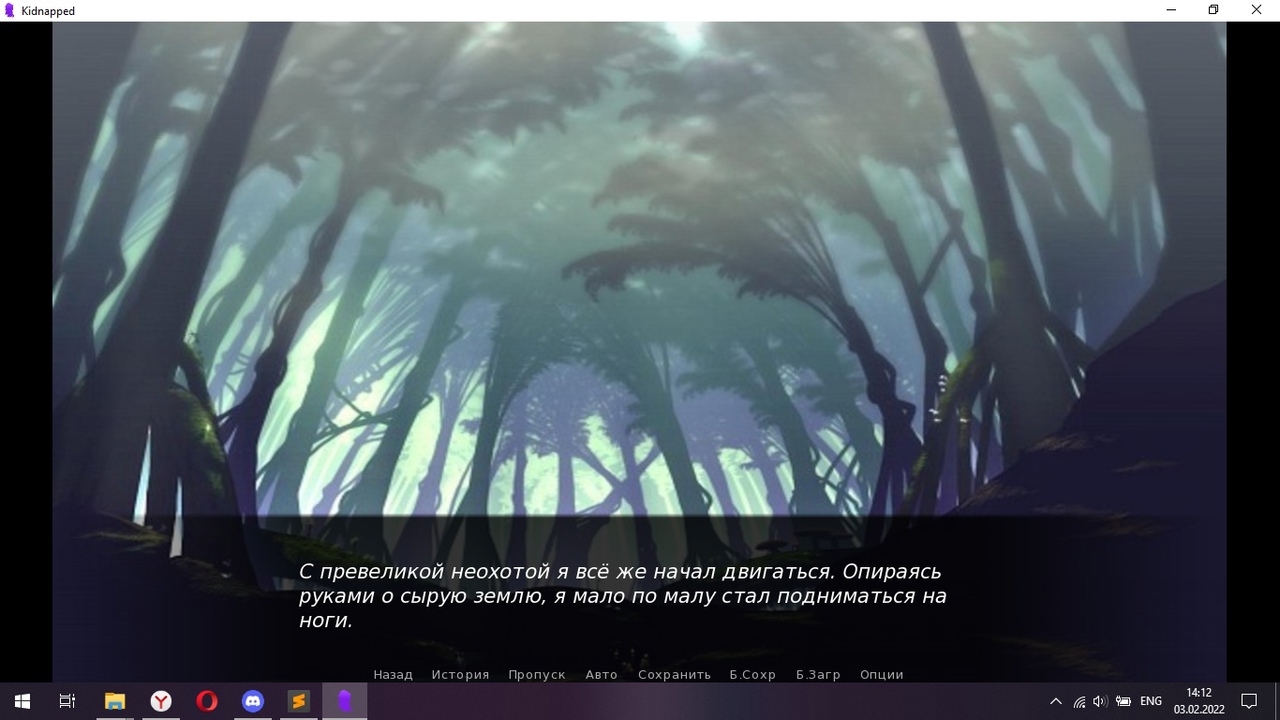 Kidnapped
С превеликой неохотой я всё же начал двигаться. Опираясь
руками о сырую землю, я мало по малу стал подниматься на
ноги.
Назад История Пропуск Авто Сохранить Б.Сохр Б.Загр Опции
ENG
14:12
03.02.2022